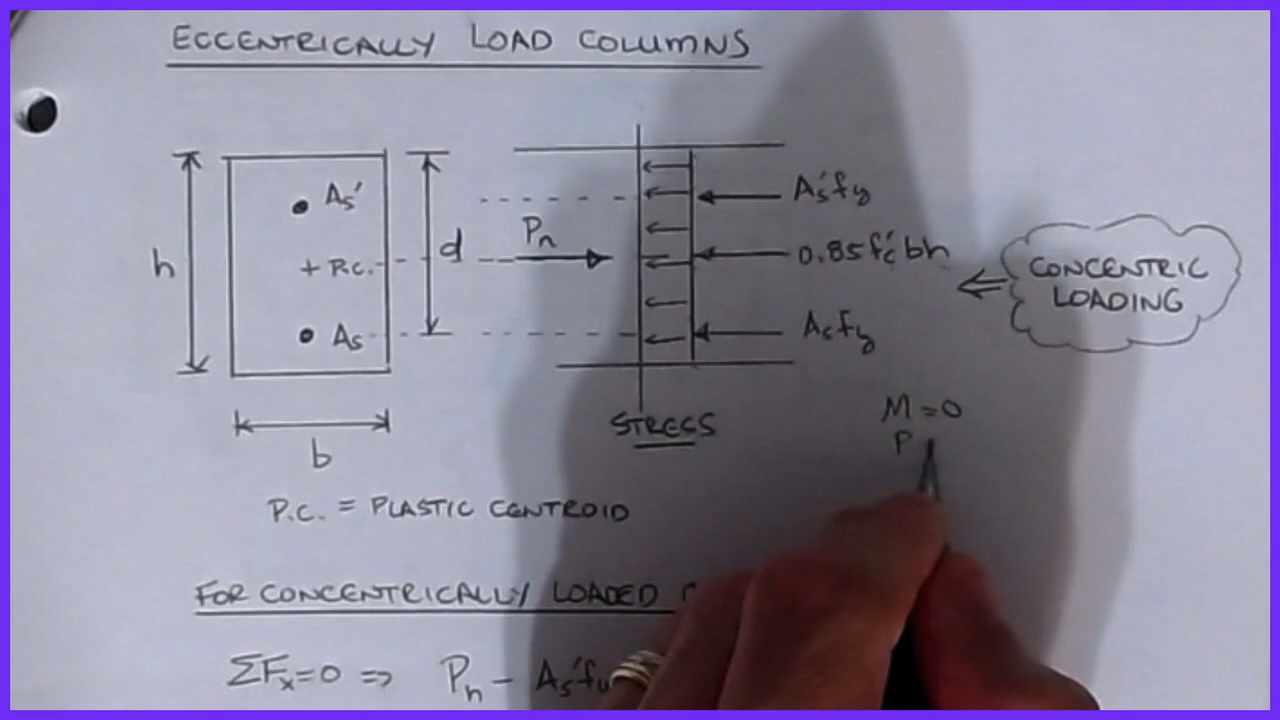 ECCENTRICALLY LOAD COLUMNS
As'
As'fy
h
d
Pn
+ P.C.
0.85f'c bh
CONCENTRIC
LOADING
As
Asfy
M = 0
P
STRESS
b
P.C. = PLASTIC CENTROID
FOR CONCENTRICALLY LOADED
ΣFx=0 => Pn - As'fy